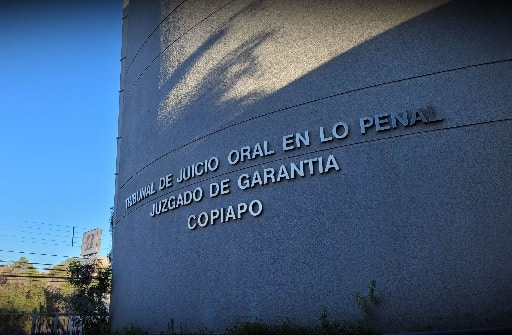 TRIBUNAL DE JUICIO ORAL EN LO PENAL
JUZGADO DE GARANTIA
COPIAPO